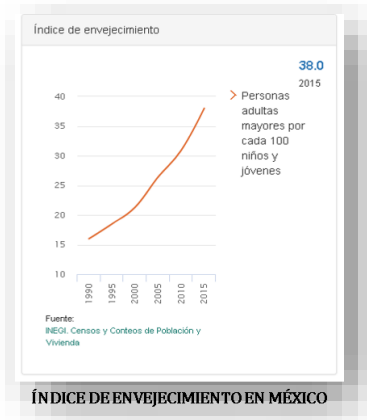 Índice de envejecimiento
38.0
2015
Personas
adultas
mayores por
cada 100
niños y
jóvenes
40
35
30
25
20
15
10
1990
1995
2000
2005
2010
2015
Fuente:
INEGI. Censos y Conteos de Población y
Vivienda
ÍNDICE DE ENVEJECIMIENTO EN MÉXICO